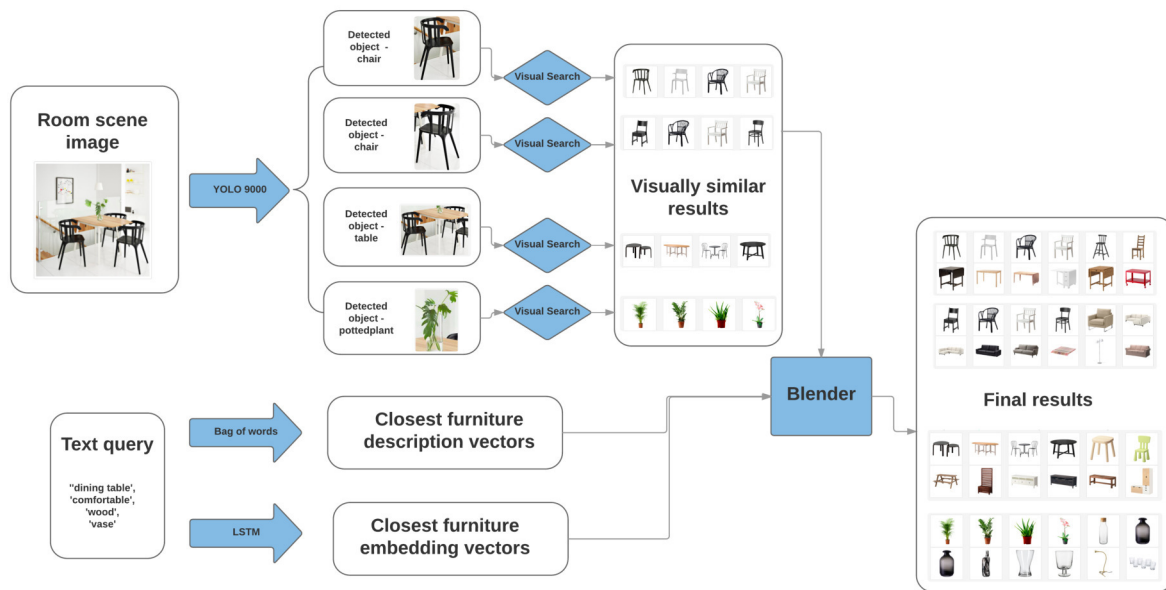 Room scene
image
YOLO 9000
Detected
object -
chair
Detected
object -
chair
Detected
object -
table
Detected
object -
pottedplant
Visual Search
Visual Search
Visual Search
Visual Search
Visually similar
results
Text query
"dining table',
'comfortable',
'wood',
'vase'
Bag of words
LSTM
Closest furniture
description vectors
Closest furniture
embedding vectors
Blender
Final results